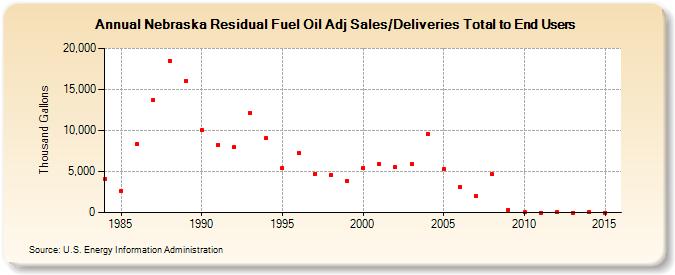 Annual Nebraska Residual Fuel Oil Adj Sales/Deliveries Total to End Users
Thousand Gallons
20,000
15,000
10,000
5,000
0
1985 1990 1995 2000 2005 2010 2015
Source: U.S. Energy Information Administration